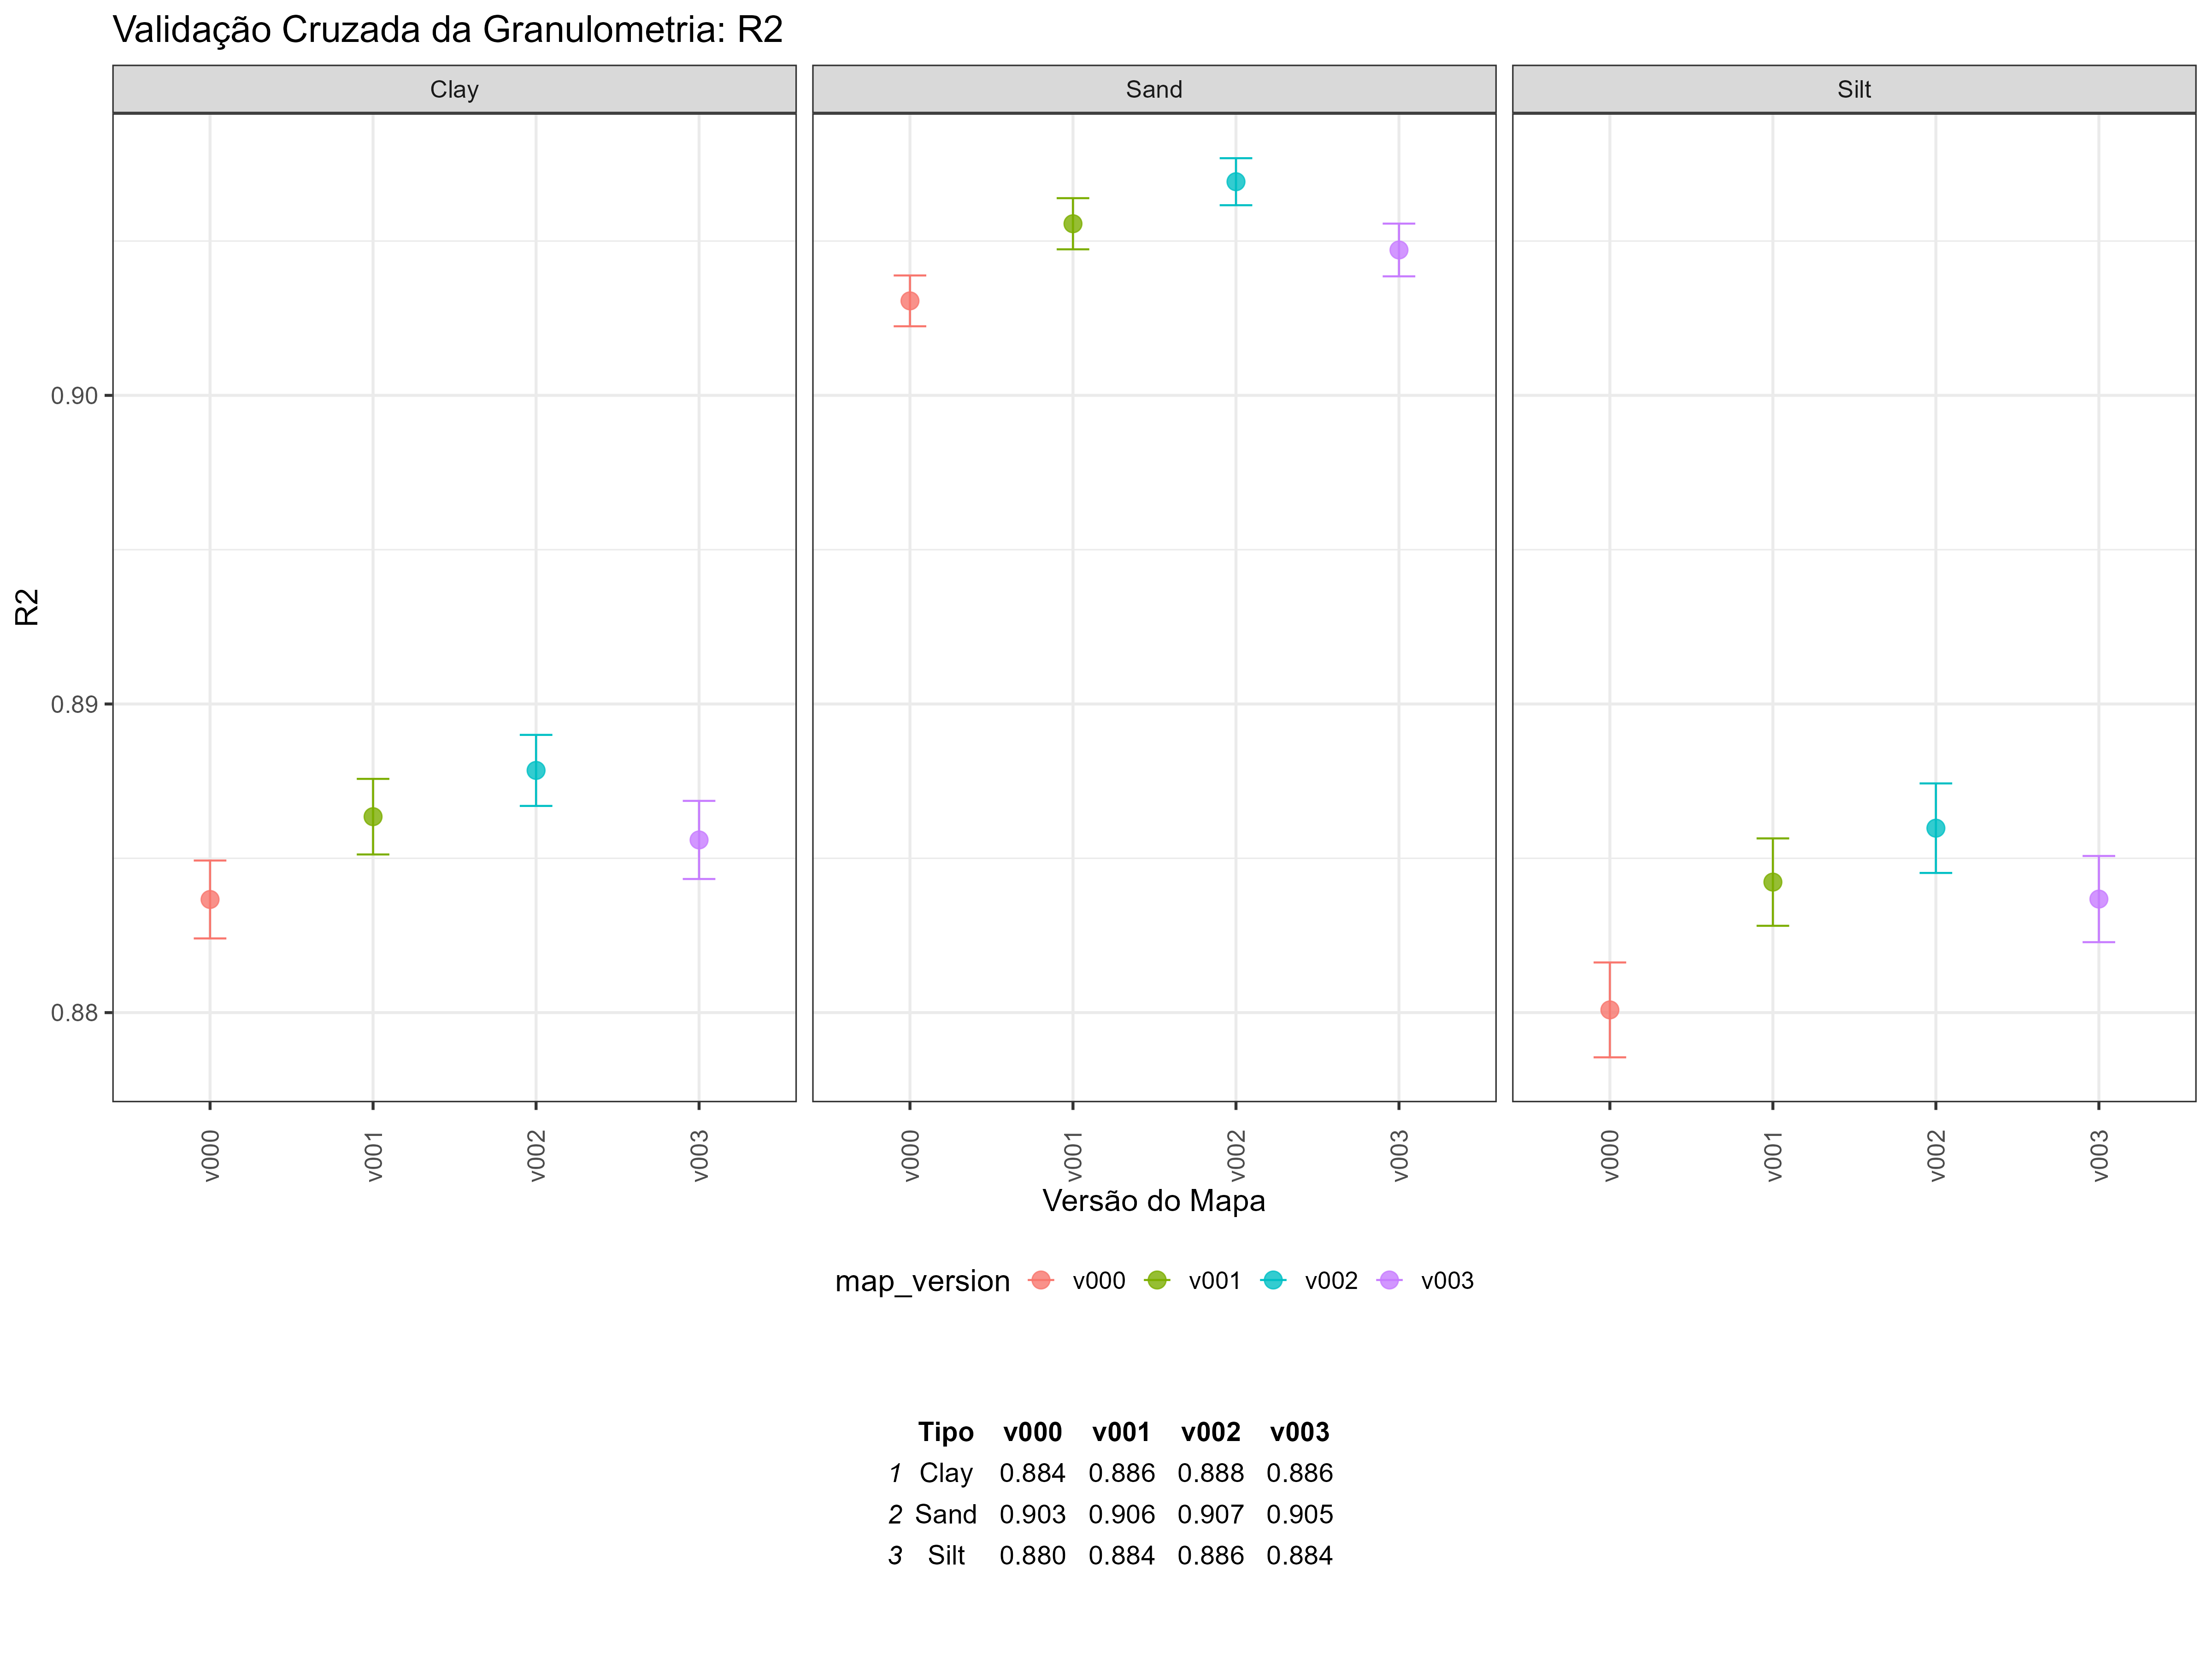 Validação Cruzada da Granulometria: R2
Clay
Sand
Silt
R2
0.90
0.89
0.88
v000 v001 v002 v003 v000 v001 v002 v003 v000 v001 v002 v003
Versão do Mapa
map_version v000 v001 v002 v003
Tipo v000 v001 v002 v003
1 Clay 0.884 0.886 0.888 0.886
2 Sand 0.903 0.906 0.907 0.905
3 Silt 0.880 0.884 0.886 0.884